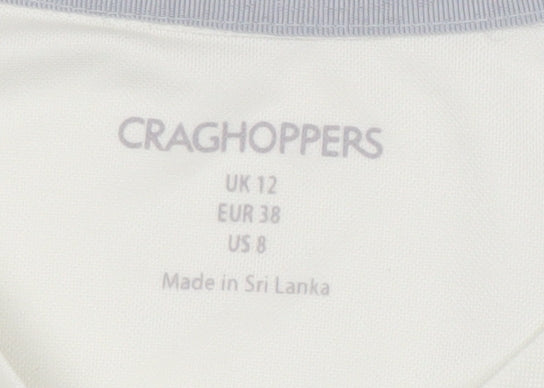 CRAGHOPPERS
UK 12
EUR 38
US 8
Made in Sri Lanka